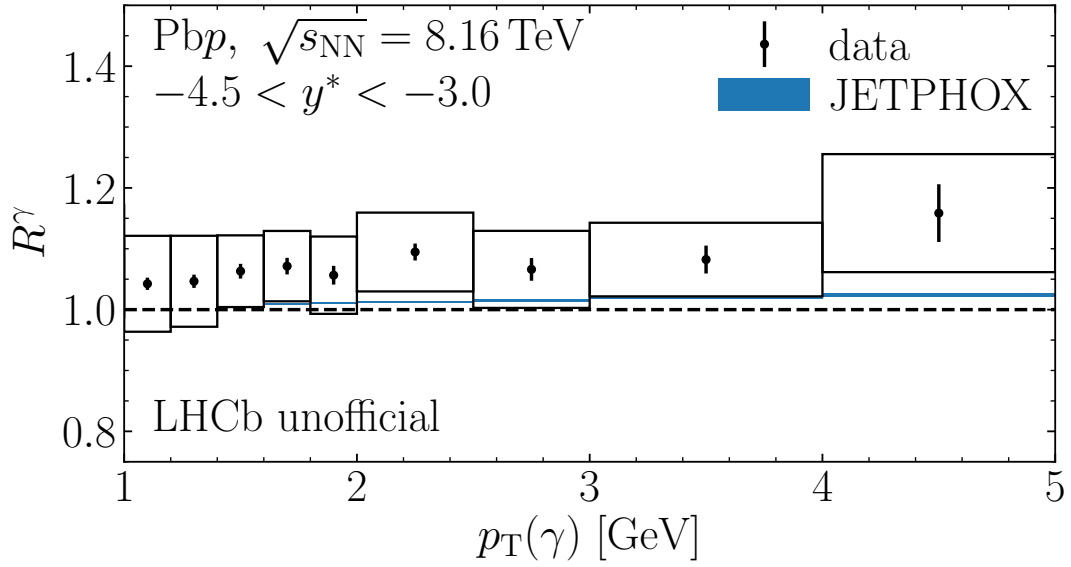 Pbp, √s_NN = 8.16 TeV
−4.5 < y* < −3.0
data
JETPHOX
LHCb unofficial
R^γ
1.4
1.2
1.0
0.8
1 2 3 4 5
p_T(γ) [GeV]